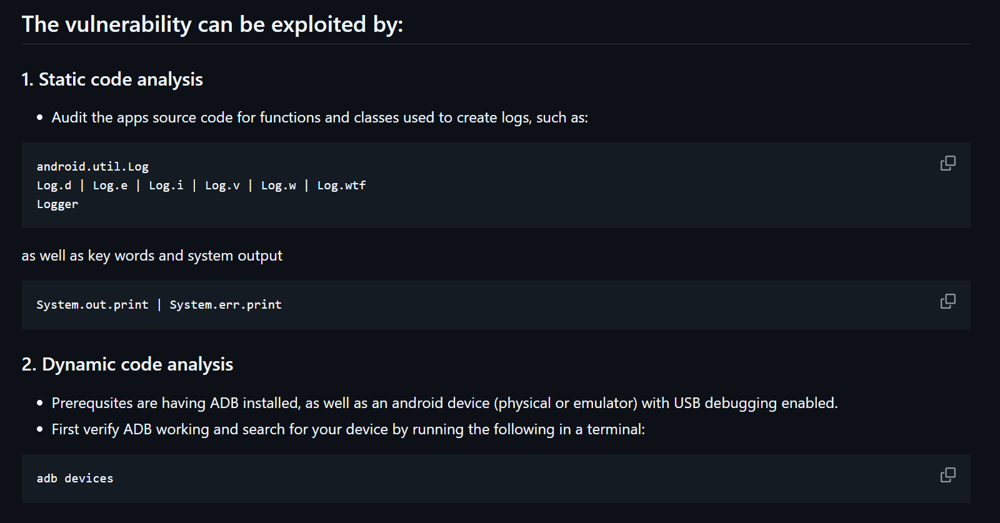 The vulnerability can be exploited by:
1. Static code analysis
Audit the apps source code for functions and classes used to create logs, such as:
android.util.Log
Log.d | Log.e | Log.i | Log.v | Log.w | Log.wtf
Logger
as well as key words and system output
System.out.print | System.err.print
2. Dynamic code analysis
Prerequsites are having ADB installed, as well as an android device (physical or emulator) with USB debugging enabled.
First verify ADB working and search for your device by running the following in a terminal:
adb devices